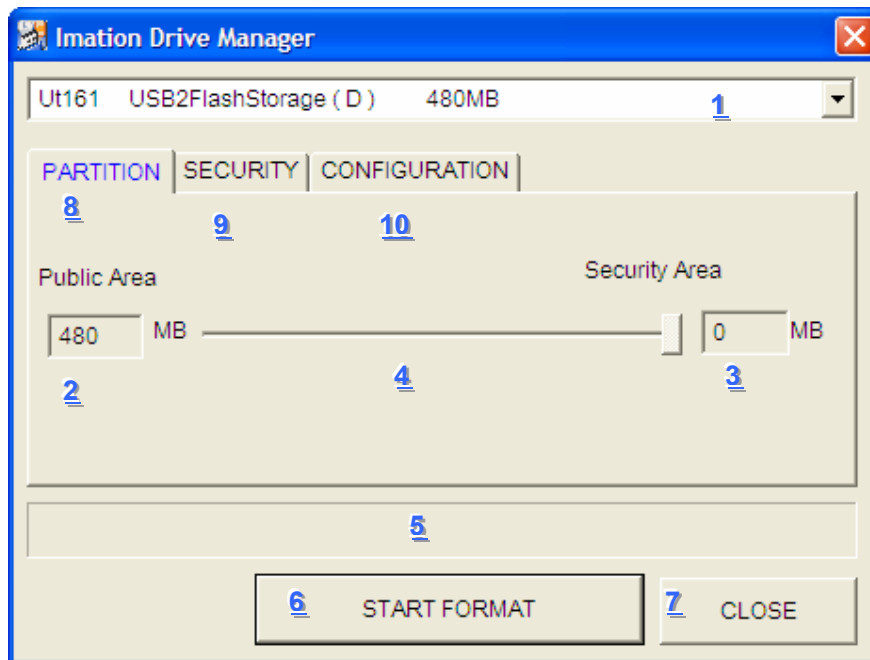 Imation Drive Manager
Ut161 USB2FlashStorage ( D ) 480MB 1
PARTITION SECURITY CONFIGURATION
8 9 10
Public Area Security Area
480 MB 0 MB
2 4 3
5
6 START FORMAT 7 CLOSE